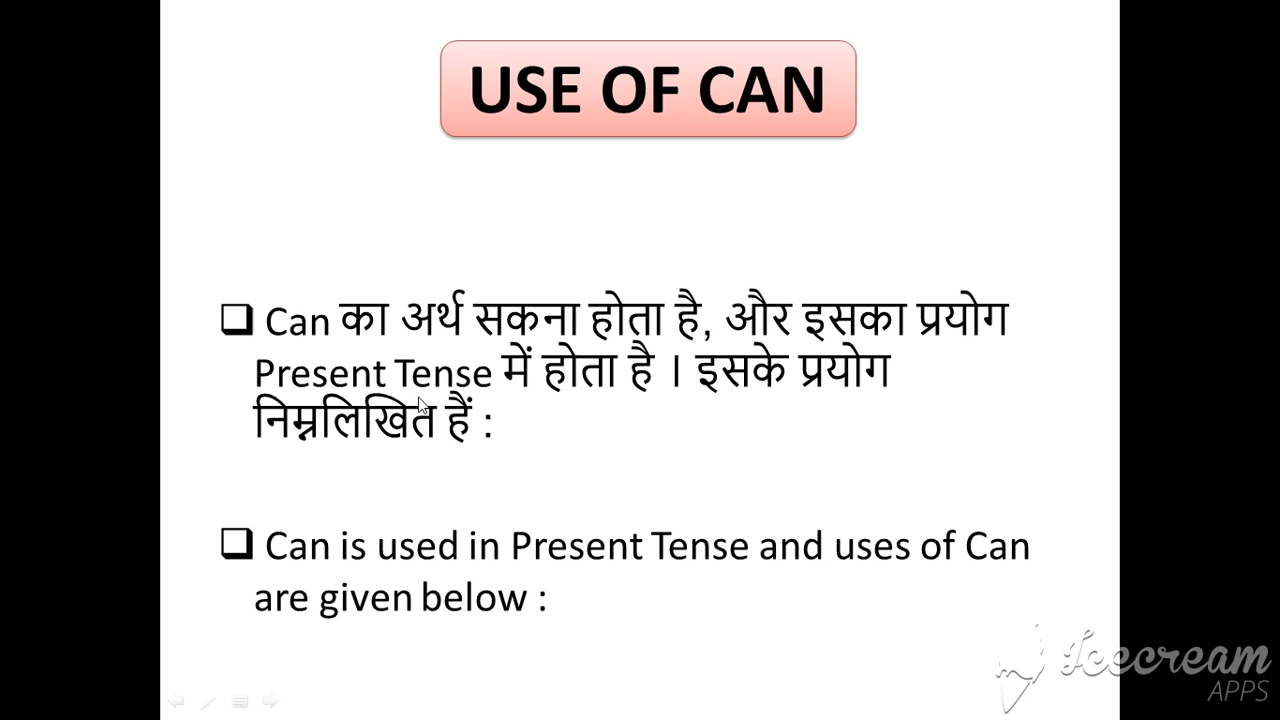 USE OF CAN
Can का अर्थ सकना होता है, और इसका प्रयोग
Present Tense में होता है । इसके प्रयोग
निम्नलिखित हैं :
Can is used in Present Tense and uses of Can
are given below :
Icecream
APPS